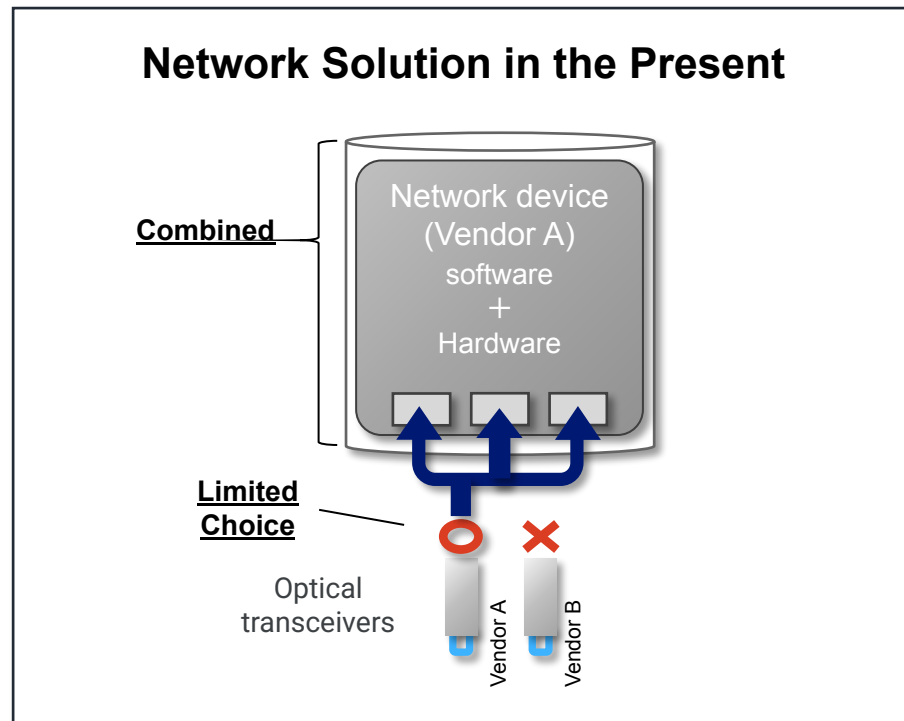 Network Solution in the Present
Network device
(Vendor A)
software
+
Hardware
Combined
Limited
Choice
Optical
transceivers
Vendor A
Vendor B